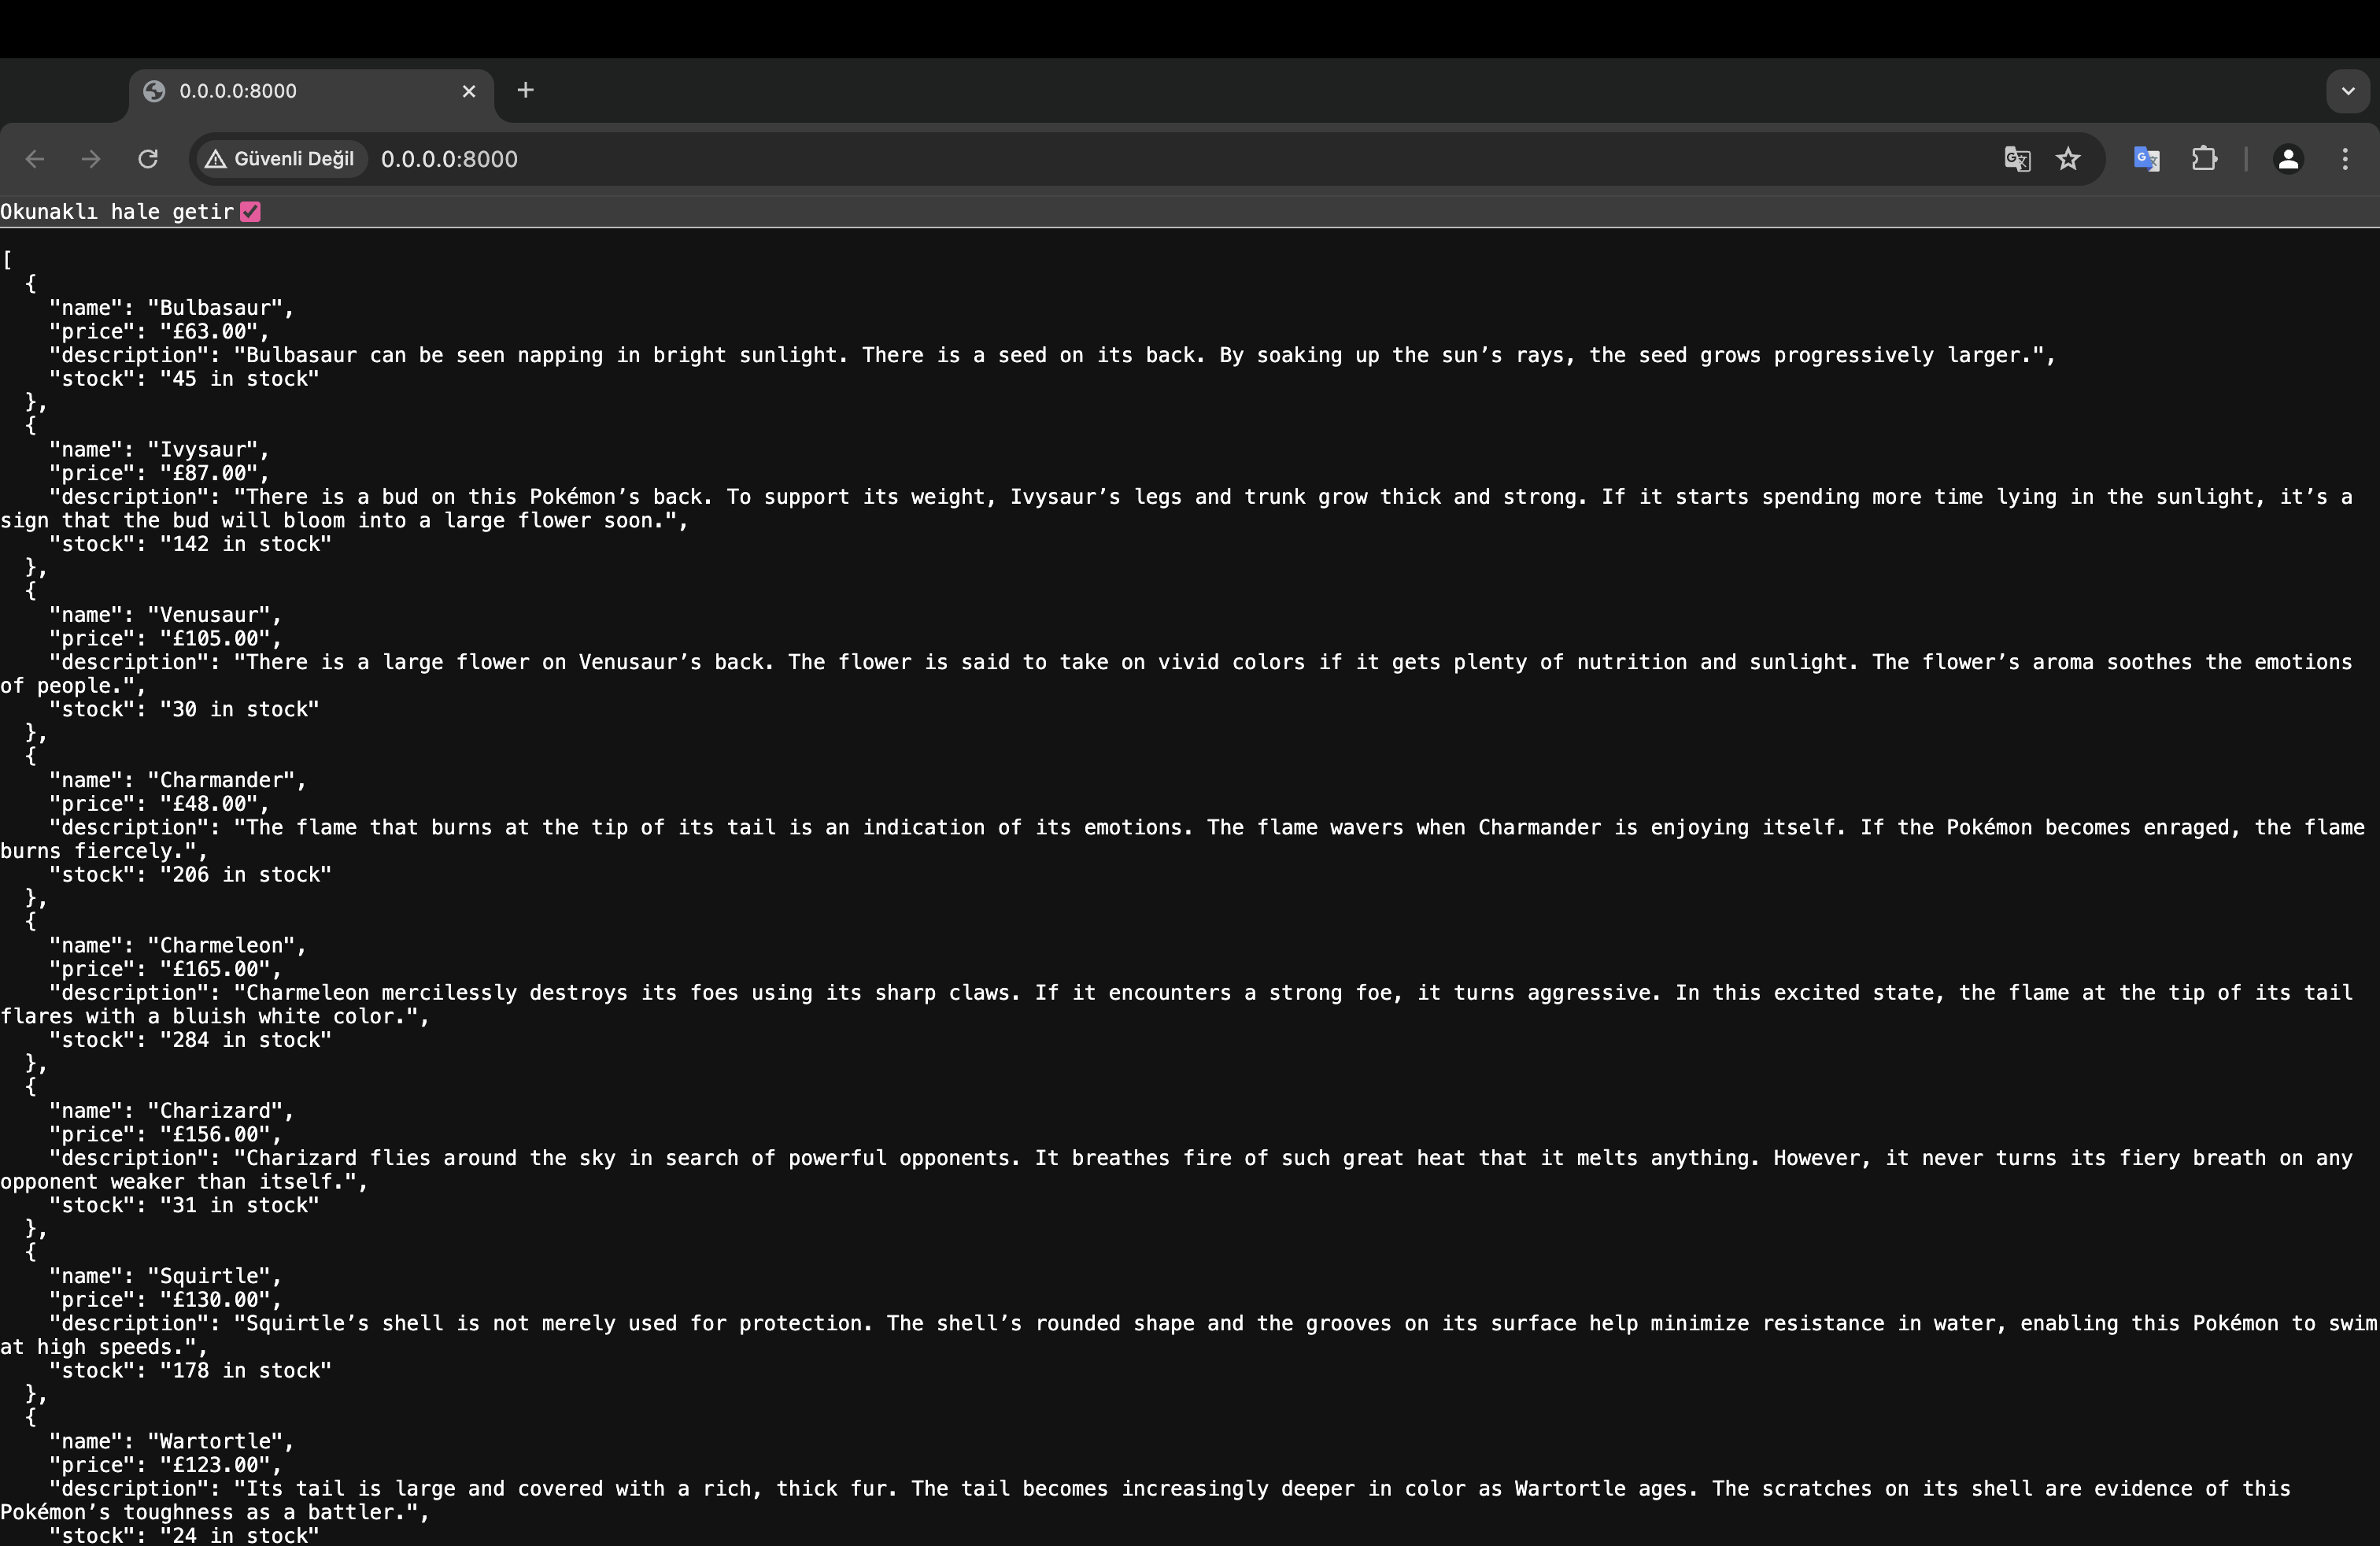 0.0.0.0:8000
Güvenli Değil 0.0.0.0:8000
Okunaklı hale getir
[
  {
    "name": "Bulbasaur",
    "price": "£63.00",
    "description": "Bulbasaur can be seen napping in bright sunlight. There is a seed on its back. By soaking up the sun’s rays, the seed grows progressively larger.",
    "stock": "45 in stock"
  },
  {
    "name": "Ivysaur",
    "price": "£87.00",
    "description": "There is a bud on this Pokémon’s back. To support its weight, Ivysaur’s legs and trunk grow thick and strong. If it starts spending more time lying in the sunlight, it’s a
sign that the bud will bloom into a large flower soon.",
    "stock": "142 in stock"
  },
  {
    "name": "Venusaur",
    "price": "£105.00",
    "description": "There is a large flower on Venusaur’s back. The flower is said to take on vivid colors if it gets plenty of nutrition and sunlight. The flower’s aroma soothes the emotions
of people.",
    "stock": "30 in stock"
  },
  {
    "name": "Charmander",
    "price": "£48.00",
    "description": "The flame that burns at the tip of its tail is an indication of its emotions. The flame wavers when Charmander is enjoying itself. If the Pokémon becomes enraged, the flame
burns fiercely.",
    "stock": "206 in stock"
  },
  {
    "name": "Charmeleon",
    "price": "£165.00",
    "description": "Charmeleon mercilessly destroys its foes using its sharp claws. If it encounters a strong foe, it turns aggressive. In this excited state, the flame at the tip of its tail
flares with a bluish white color.",
    "stock": "284 in stock"
  },
  {
    "name": "Charizard",
    "price": "£156.00",
    "description": "Charizard flies around the sky in search of powerful opponents. It breathes fire of such great heat that it melts anything. However, it never turns its fiery breath on any
opponent weaker than itself.",
    "stock": "31 in stock"
  },
  {
    "name": "Squirtle",
    "price": "£130.00",
    "description": "Squirtle’s shell is not merely used for protection. The shell’s rounded shape and the grooves on its surface help minimize resistance in water, enabling this Pokémon to swim
at high speeds.",
    "stock": "178 in stock"
  },
  {
    "name": "Wartortle",
    "price": "£123.00",
    "description": "Its tail is large and covered with a rich, thick fur. The tail becomes increasingly deeper in color as Wartortle ages. The scratches on its shell are evidence of this
Pokémon’s toughness as a battler.",
    "stock": "24 in stock"